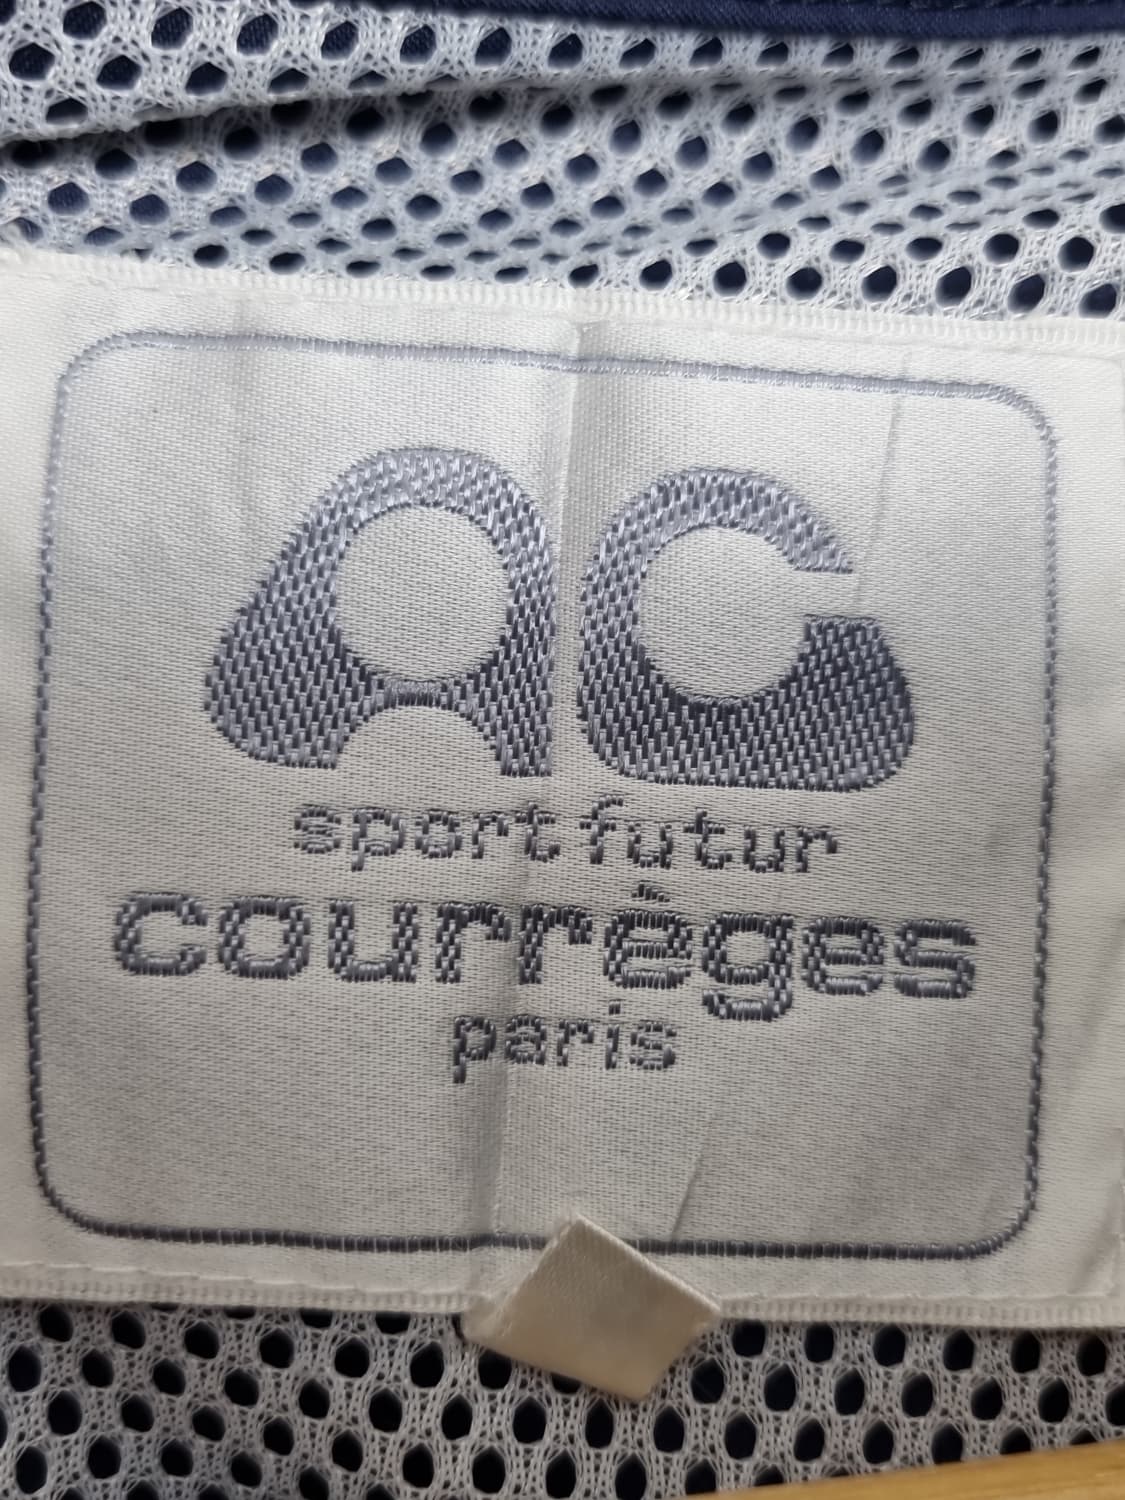 AC
sport futur
courrèges
paris